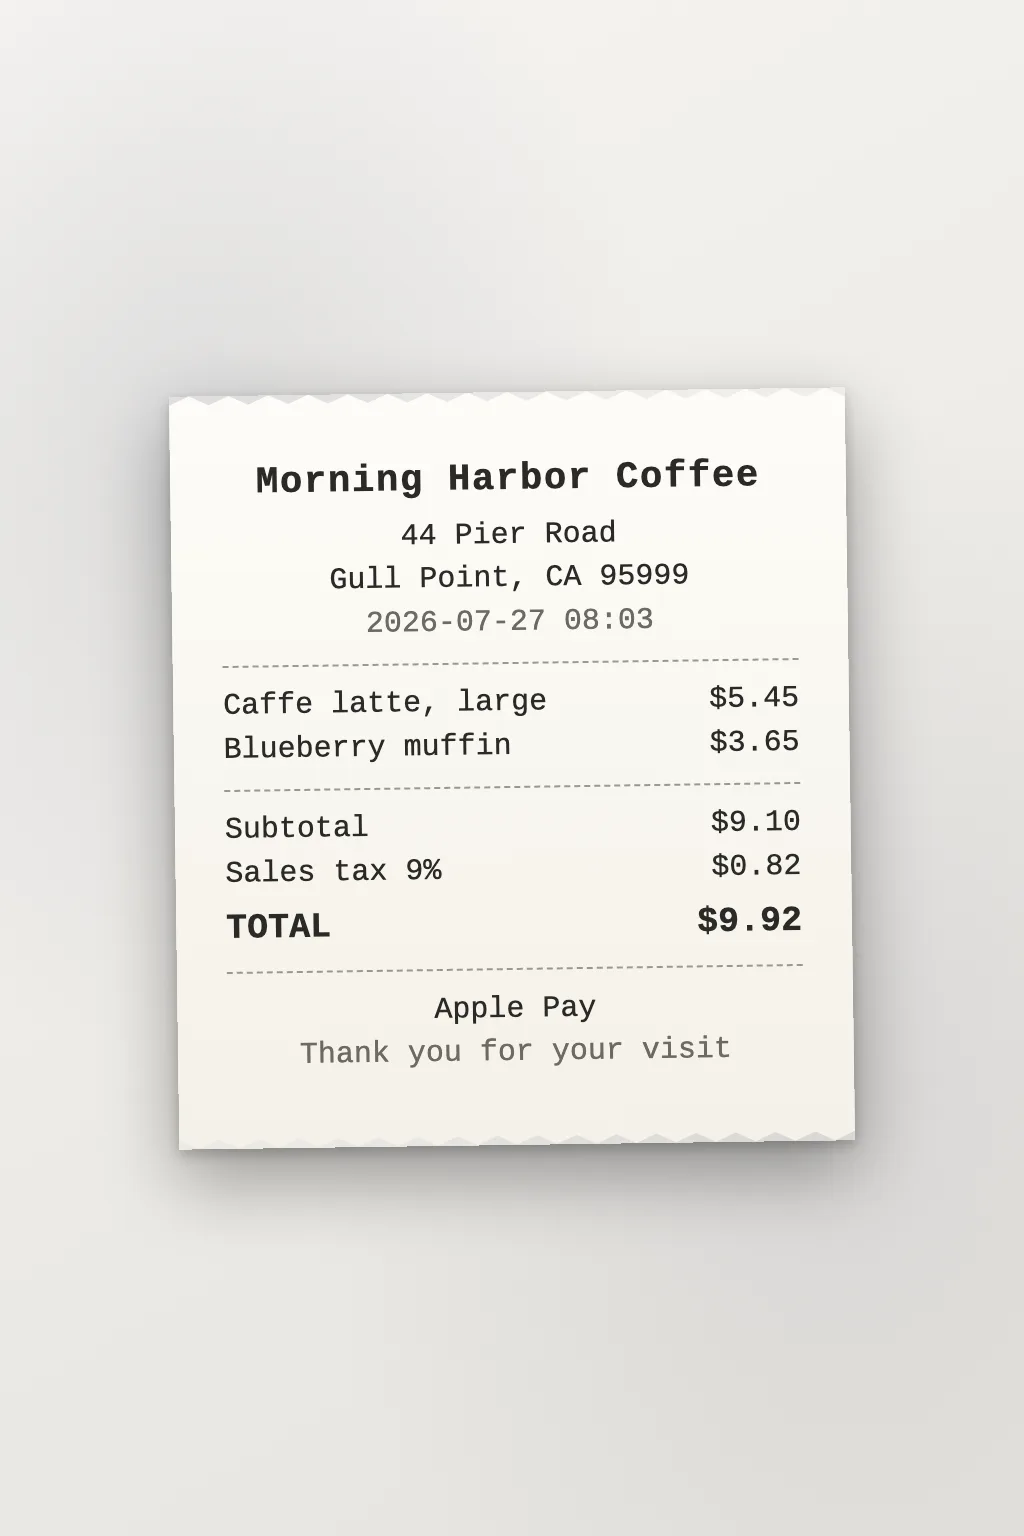 Morning Harbor Coffee
44 Pier Road
Gull Point, CA 95999
2026-07-27 08:03
Caffe latte, large $5.45
Blueberry muffin $3.65
Subtotal $9.10
Sales tax 9% $0.82
TOTAL $9.92
Apple Pay
Thank you for your visit